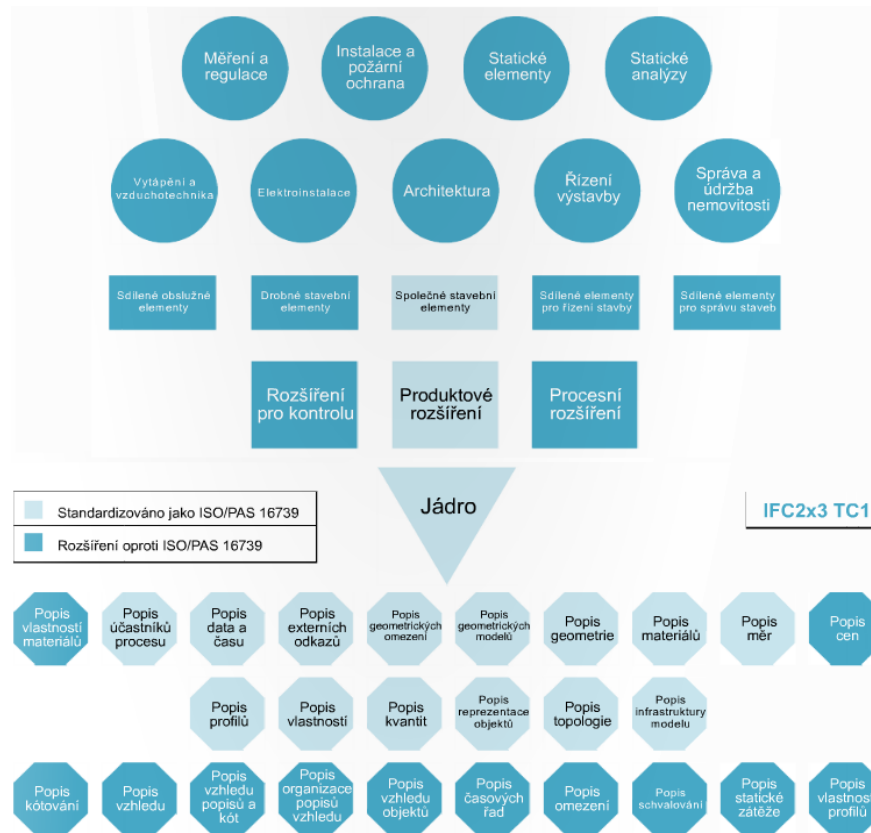 Měření a
regulace
Instalace a
požární
ochrana
Statické
elementy
Statické
analýzy
Vytápění a
vzduchotechnika
Elektroinstalace
Architektura
Řízení
výstavby
Správa a
údržba
nemovitosti
Sdílené obslužné
elementy
Drobné stavební
elementy
Společné stavební
elementy
Sdílené elementy
pro řízení stavby
Sdílené elementy
pro správu staveb
Rozšíření
pro kontrolu
Produktové
rozšíření
Procesní
rozšíření
Jádro
Standardizováno jako ISO/PAS 16739
Rozšíření oproti ISO/PAS 16739
IFC2x3 TC1
Popis
vlastností
materiálů
Popis
účastníků
procesu
Popis
data a
času
Popis
externích
odkazů
Popis
geometrických
omezení
Popis
geometrických
modelů
Popis
geometrie
Popis
materiálů
Popis
měr
Popis
cen
Popis
profilů
Popis
vlastností
Popis
kvantit
Popis
reprezentace
objektů
Popis
topologie
Popis
infrastruktury
modelu
Popis
kótování
Popis
vzhledu
Popis
vzhledu
popisů a
kót
Popis
organizace
popisů
vzhledu
Popis
vzhledu
objektů
Popis
časových
řad
Popis
omezení
Popis
schvalování
Popis
statické
zátěže
Popis
vlastností
profilů